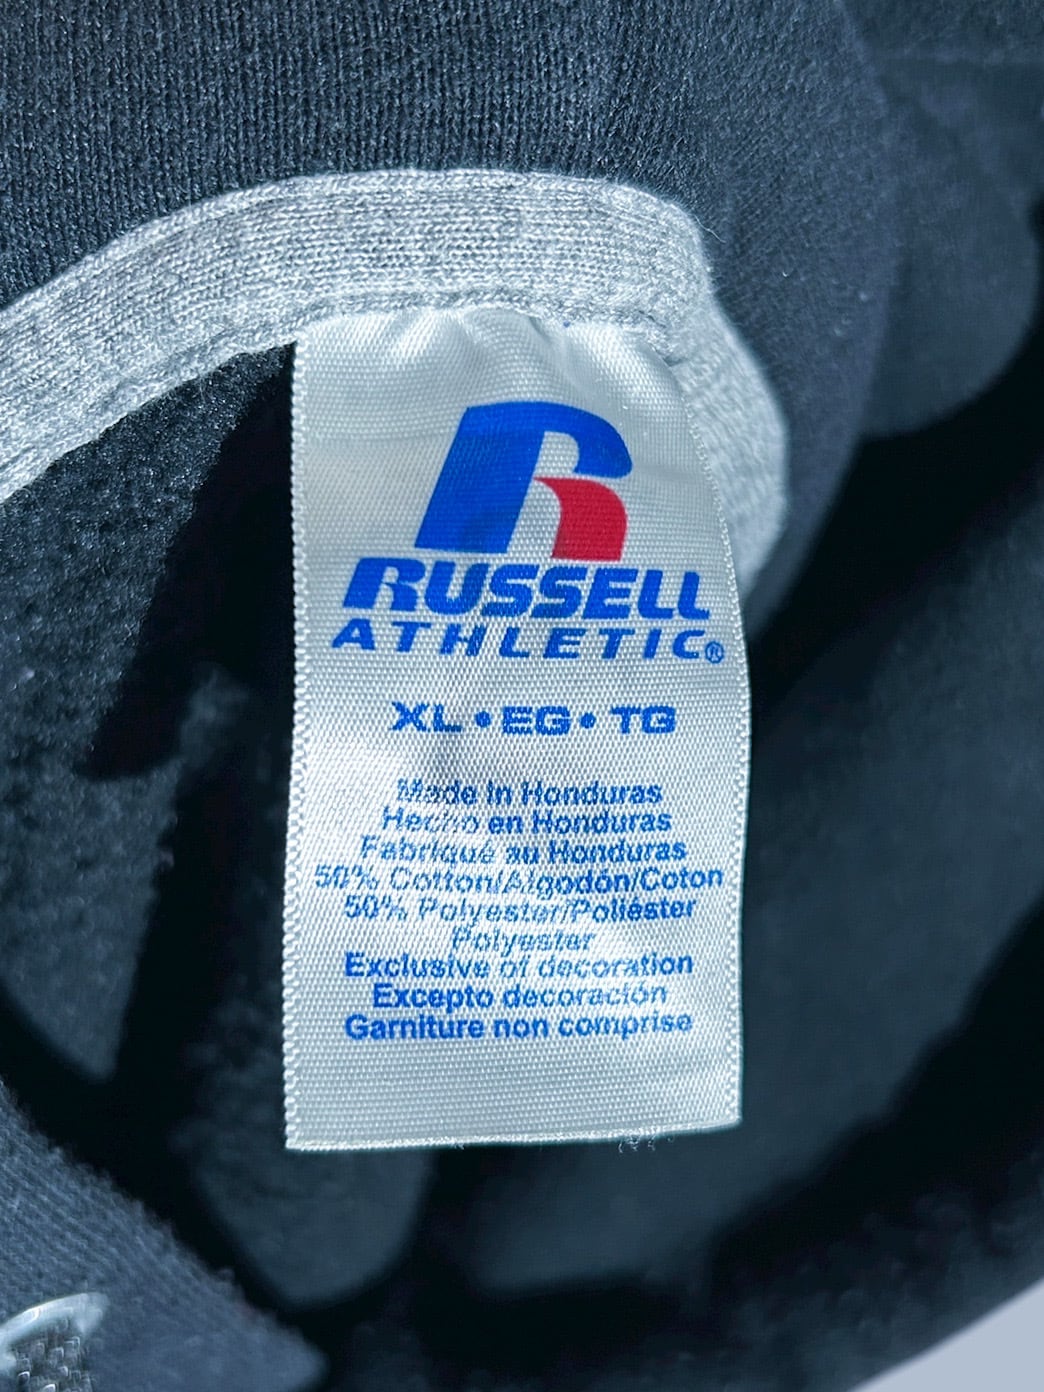 R
RUSSELL
ATHLETIC®
XL • EG • TG
Made In Honduras
Hecho en Honduras
Fabriqué au Honduras
50% Cotton/Algodón/Coton
50% Polyester/Poliéster
Polyester
Exclusive of decoration
Excepto decoración
Garniture non comprise